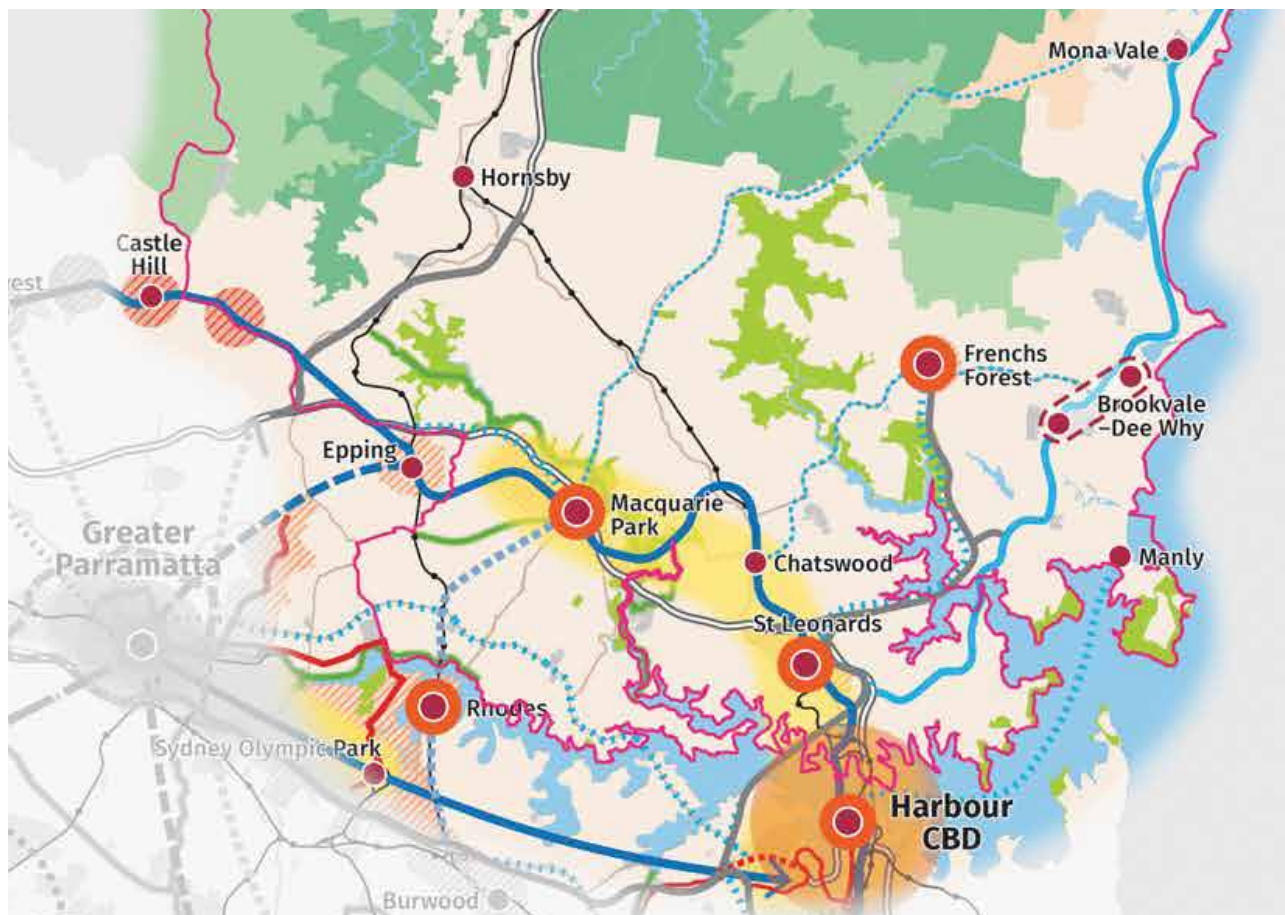 Mona Vale
Hornsby
Castle
Hill
est
Frenchs
Forest
Brookvale
–Dee Why
Epping
Macquarie
Park
Greater
Parramatta
Chatswood
Manly
St Leonards
Rhodes
Sydney Olympic Park
Harbour
CBD
Burwood